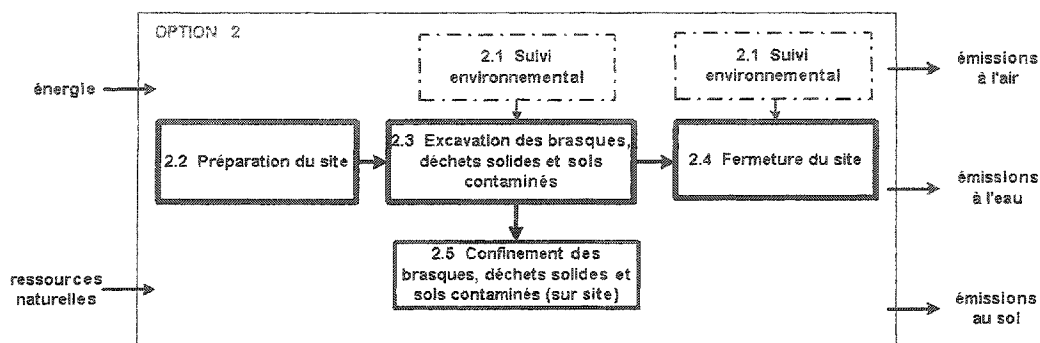 OPTION 2
2.1 Suivi
environnemental
2.1 Suivi
environnemental
émissions
à l'air
énergie
2.2 Préparation du site
2.3 Excavation des brasques,
déchets solides et sols
contaminés
2.4 Fermeture du site
émissions
à l'eau
2.5 Confinement des
brasques, déchets solides et
sols contaminés (sur site)
ressources
naturelles
émissions
au sol